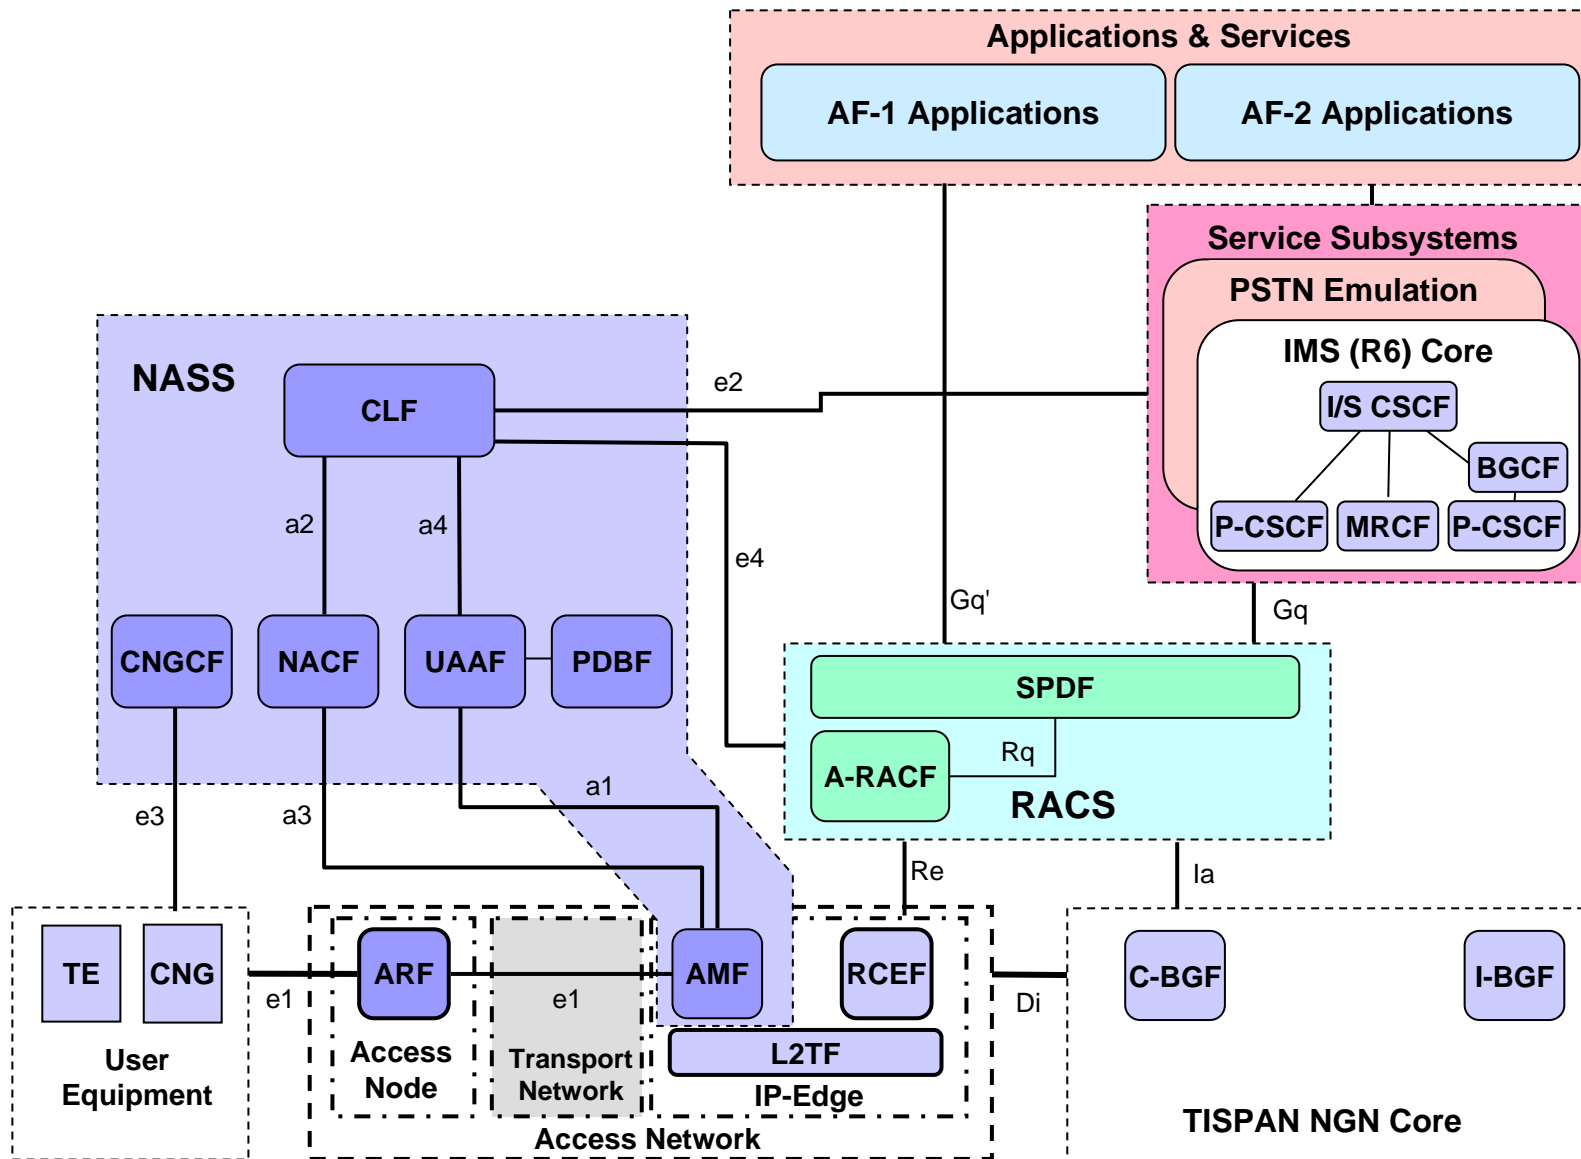 Applications & Services
AF-1 Applications
AF-2 Applications
Service Subsystems
PSTN Emulation
IMS (R6) Core
I/S CSCF
BGCF
P-CSCF
MRCF
P-CSCF
NASS
CLF
e2
a2
a4
e4
Gq'
Gq
CNGCF
NACF
UAAF
PDBF
SPDF
A-RACF
Rq
RACS
e3
a3
a1
Re
Ia
TE
CNG
e1
ARF
e1
AMF
RCEF
Di
C-BGF
I-BGF
User
Equipment
Access
Node
Transport
Network
L2TF
IP-Edge
Access Network
TISPAN NGN Core